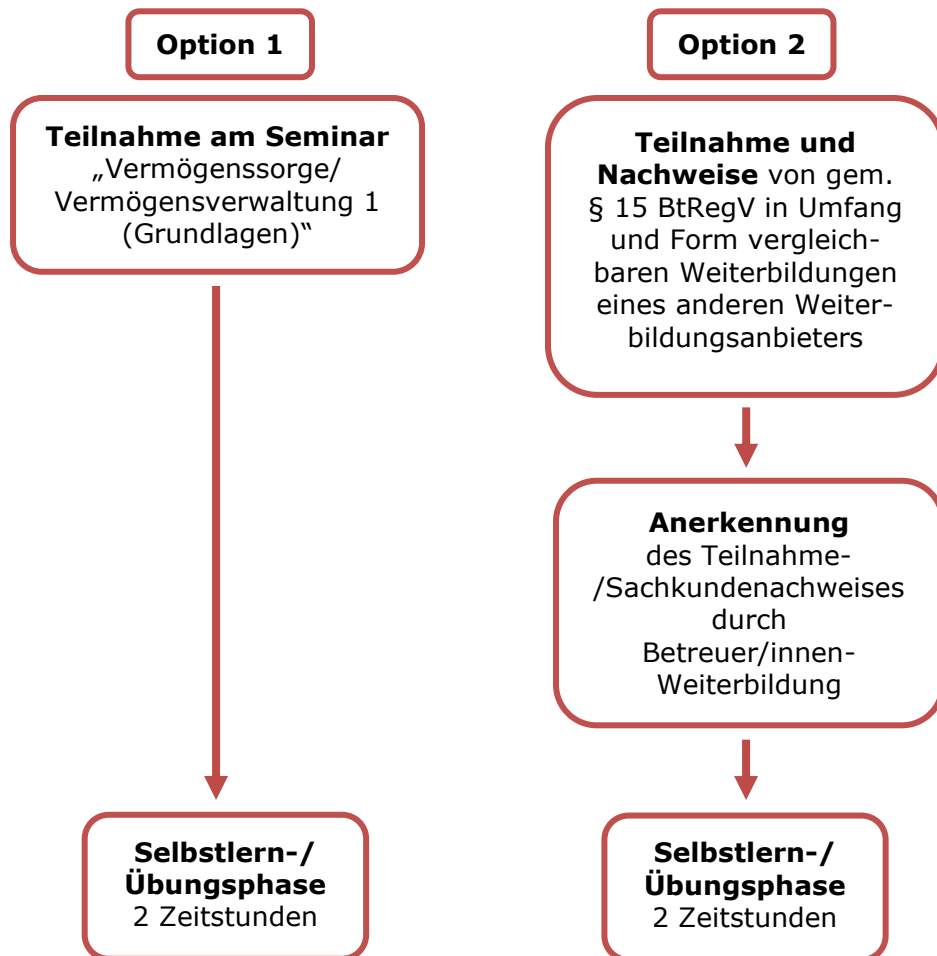 Option 1
Teilnahme am Seminar
„Vermögenssorge/
Vermögensverwaltung 1
(Grundlagen)“
Selbstlern-/
Übungsphase
2 Zeitstunden
Option 2
Teilnahme und
Nachweise von gem.
§ 15 BtRegV in Umfang
und Form vergleich-
baren Weiterbildungen
eines anderen Weiter-
bildungsanbieters
Anerkennung
des Teilnahme-
/Sachkundenachweises
durch
Betreuer/innen-
Weiterbildung
Selbstlern-/
Übungsphase
2 Zeitstunden